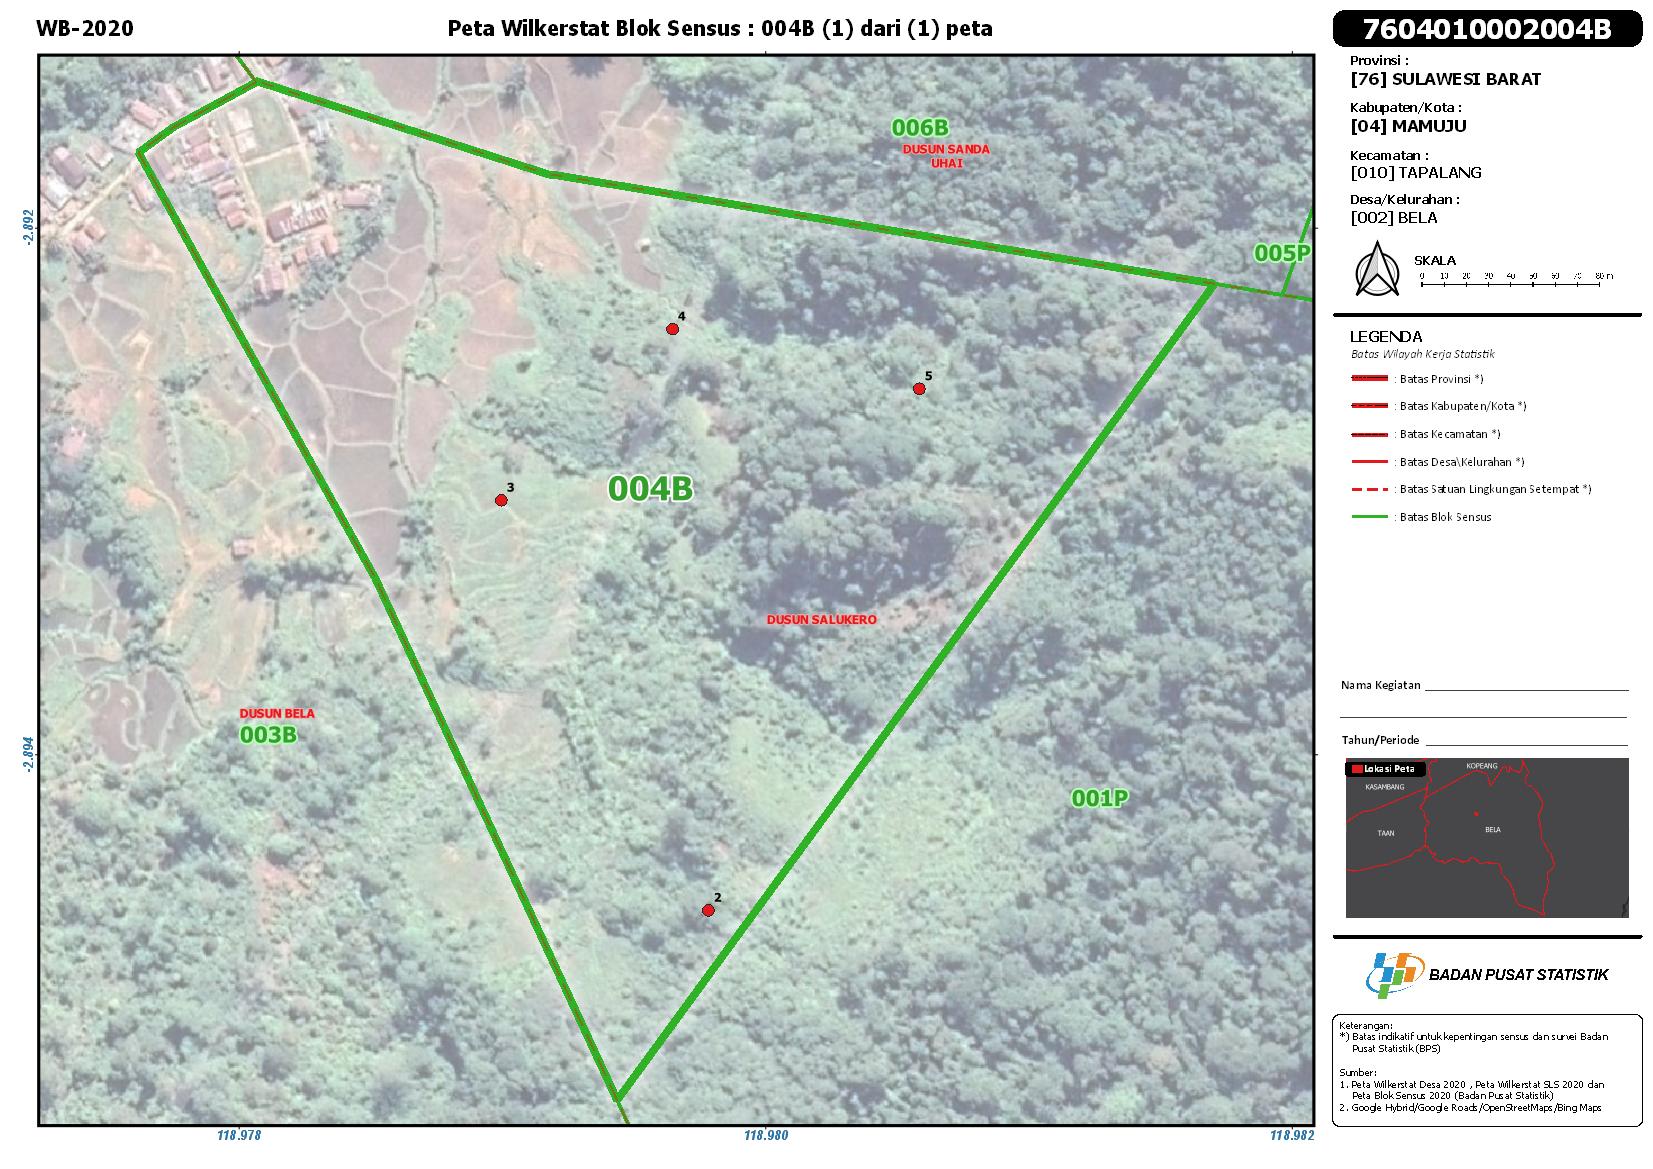 WB-2020
Peta Wilkerstat Blok Sensus : 004B (1) dari (1) peta
7604010002004B
Provinsi :
[76] SULAWESI BARAT
Kabupaten/Kota :
[04] MAMUJU
Kecamatan :
[010] TAPALANG
Desa/Kelurahan :
[002] BELA
SKALA
0 10 20 30 40 50 60 70 80 m
006B
DUSUN SANDA
UHAI
005P
4
5
3
004B
DUSUN SALUKERO
DUSUN BELA
003B
001P
2
-2.892
-2.894
118.978
118.980
118.982
LEGENDA
Batas Wilayah Kerja Statistik
: Batas Provinsi *)
: Batas Kabupaten/Kota *)
: Batas Kecamatan *)
: Batas Desa\Kelurahan *)
: Batas Satuan Lingkungan Setempat *)
: Batas Blok Sensus
Nama Kegiatan
Tahun/Periode
Lokasi Peta
KOPEANG
KASAMBANG
TAAN
BELA
BADAN PUSAT STATISTIK
Keterangan:
*) Batas indikatif untuk kepentingan sensus dan survei Badan
Pusat Statistik (BPS)
Sumber:
1. Peta Wilkerstat Desa 2020 , Peta Wilkerstat SLS 2020 dan
Peta Blok Sensus 2020 (Badan Pusat Statistik)
2. Google Hybrid/Google Roads/OpenStreetMaps/Bing Maps